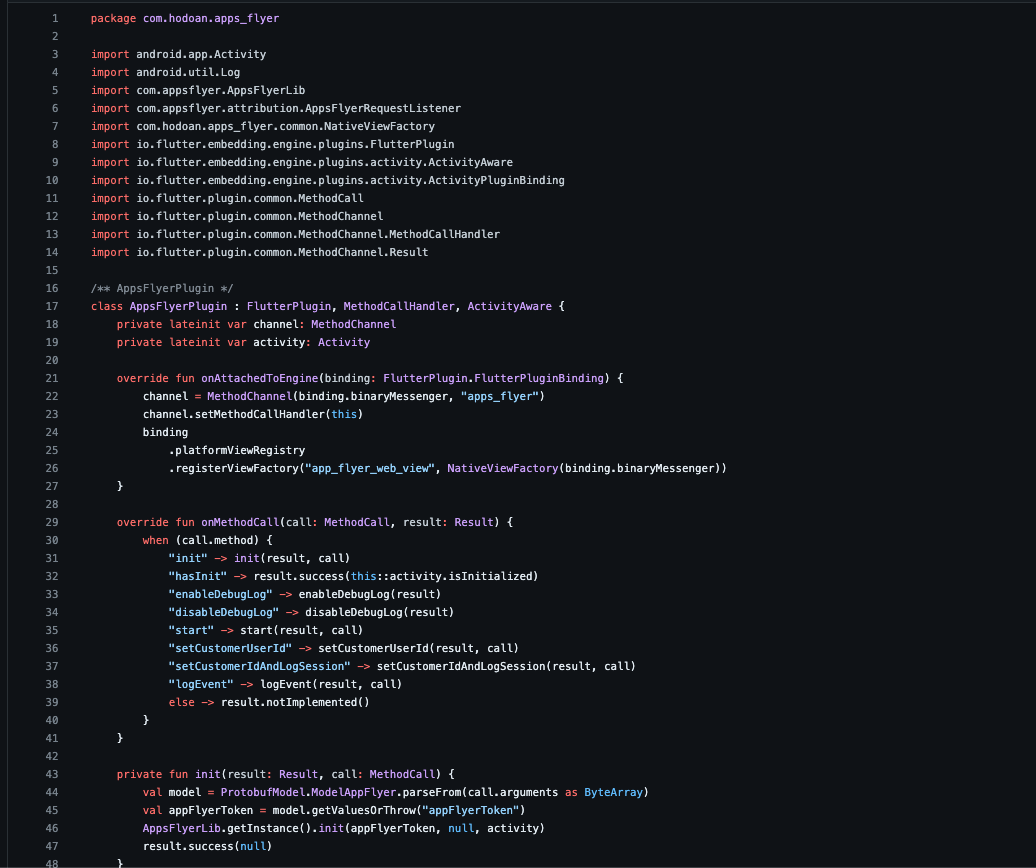 1 package com.hodoan.apps_flyer
2
3 import android.app.Activity
4 import android.util.Log
5 import com.appsflyer.AppsFlyerLib
6 import com.appsflyer.attribution.AppsFlyerRequestListener
7 import com.hodoan.apps_flyer.common.NativeViewFactory
8 import io.flutter.embedding.engine.plugins.FlutterPlugin
9 import io.flutter.embedding.engine.plugins.activity.ActivityAware
10 import io.flutter.embedding.engine.plugins.activity.ActivityPluginBinding
11 import io.flutter.plugin.common.MethodCall
12 import io.flutter.plugin.common.MethodChannel
13 import io.flutter.plugin.common.MethodChannel.MethodCallHandler
14 import io.flutter.plugin.common.MethodChannel.Result
15
16 /** AppsFlyerPlugin */
17 class AppsFlyerPlugin : FlutterPlugin, MethodCallHandler, ActivityAware {
18     private lateinit var channel: MethodChannel
19     private lateinit var activity: Activity
20
21     override fun onAttachedToEngine(binding: FlutterPlugin.FlutterPluginBinding) {
22         channel = MethodChannel(binding.binaryMessenger, "apps_flyer")
23         channel.setMethodCallHandler(this)
24         binding
25             .platformViewRegistry
26             .registerViewFactory("app_flyer_web_view", NativeViewFactory(binding.binaryMessenger))
27     }
28
29     override fun onMethodCall(call: MethodCall, result: Result) {
30         when (call.method) {
31             "init" -> init(result, call)
32             "hasInit" -> result.success(this::activity.isInitialized)
33             "enableDebugLog" -> enableDebugLog(result)
34             "disableDebugLog" -> disableDebugLog(result)
35             "start" -> start(result, call)
36             "setCustomerUserId" -> setCustomerUserId(result, call)
37             "setCustomerIdAndLogSession" -> setCustomerIdAndLogSession(result, call)
38             "logEvent" -> logEvent(result, call)
39             else -> result.notImplemented()
40         }
41     }
42
43     private fun init(result: Result, call: MethodCall) {
44         val model = ProtobufModel.ModelAppFlyer.parseFrom(call.arguments as ByteArray)
45         val appFlyerToken = model.getValuesOrThrow("appFlyerToken")
46         AppsFlyerLib.getInstance().init(appFlyerToken, null, activity)
47         result.success(null)
48     }